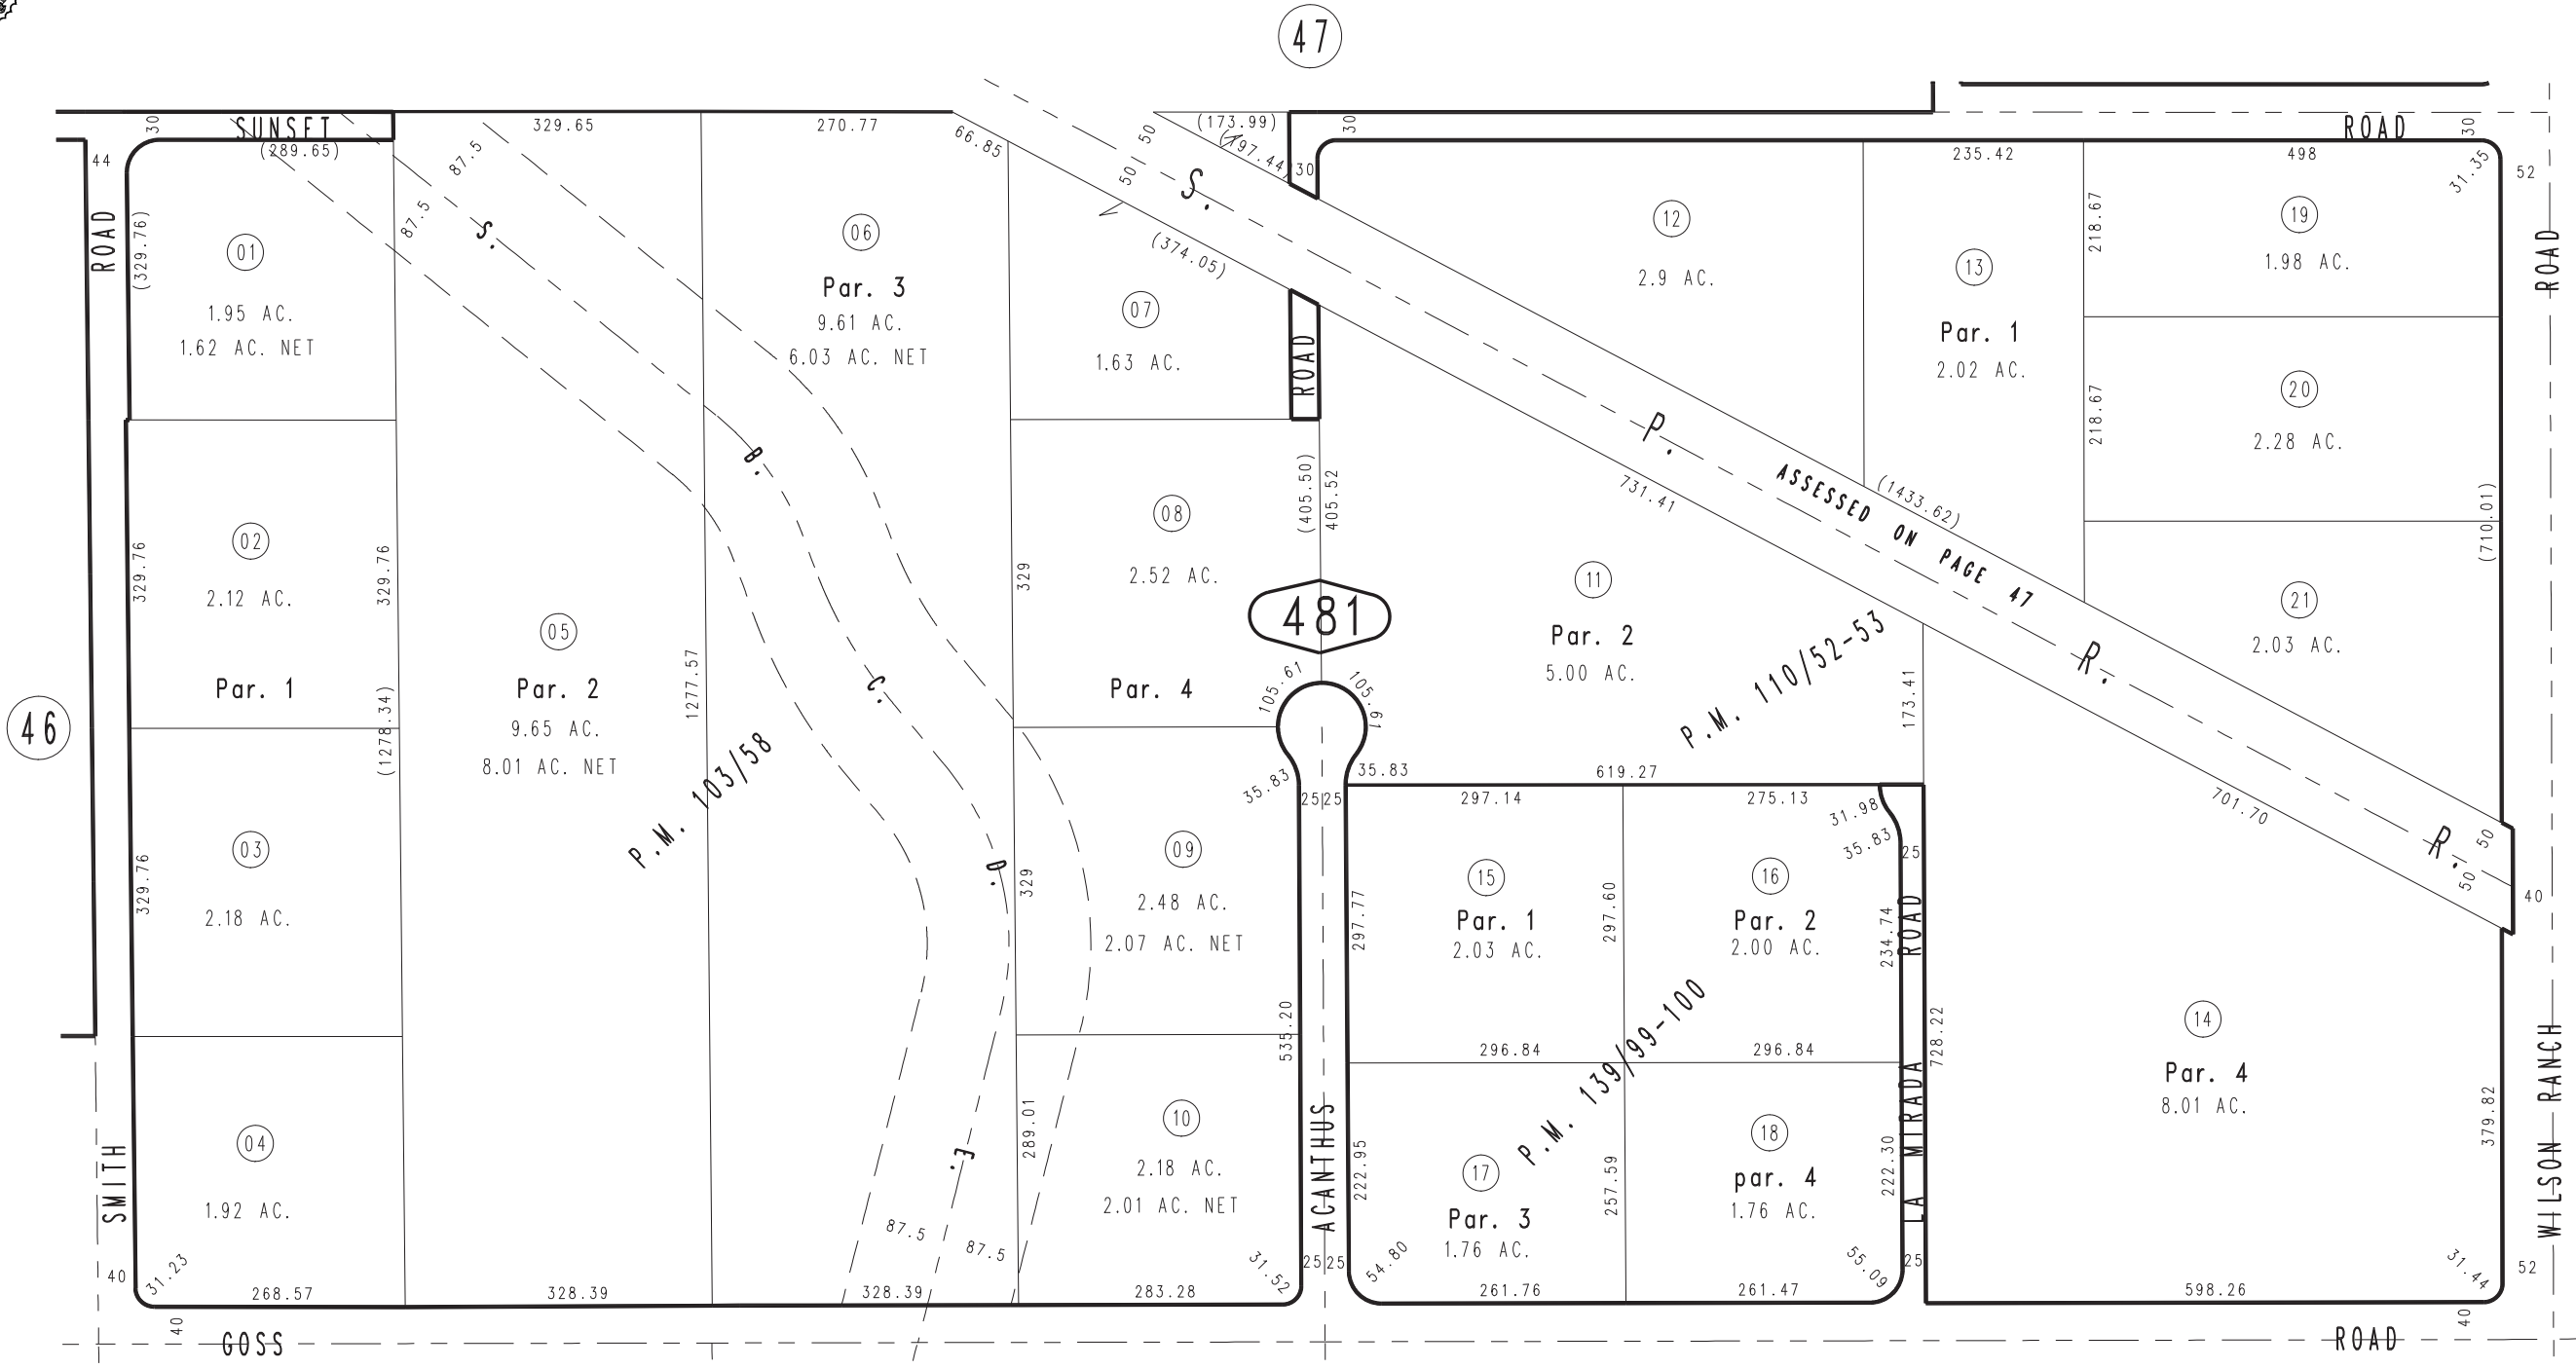 47
SUNSET
30
329.65
270.77
66.85
50
50
(173.99)
(797.44)
30
30
ROAD
30
44
(289.65)
87.5
87.5
235.42
498
31.35
52
ROAD
(329.76)
01
1.95 AC.
1.62 AC. NET
S.
06
Par. 3
9.61 AC.
6.03 AC. NET
S.
(374.05)
07
1.63 AC.
ROAD
12
2.9 AC.
13
Par. 1
2.02 AC.
218.67
19
1.98 AC.
ROAD
218.67
20
2.28 AC.
P.
731.41
ASSESSED ON PAGE 47
(1433.62)
(710.01)
B.
(405.50)
405.52
02
2.12 AC.
329.76
329.76
Par. 1
05
Par. 2
9.65 AC.
8.01 AC. NET
1277.57
(1278.34)
08
2.52 AC.
329
Par. 4
481
11
Par. 2
5.00 AC.
P.M. 110/52-53
21
2.03 AC.
R.
46
C.
105.61
105.61
173.41
P.M. 103/58
35.83
35.83
619.27
25
25
297.14
275.13
31.98
35.83
25
701.70
R.
50
50
40
03
2.18 AC.
329.76
D.
329
09
2.48 AC.
2.07 AC. NET
15
Par. 1
2.03 AC.
297.77
297.60
16
Par. 2
2.00 AC.
234.74
ROAD
535.20
296.84
296.84
P.M. 139/99-100
728.22
14
Par. 4
8.01 AC.
04
1.92 AC.
SMITH
E.
289.01
10
2.18 AC.
2.01 AC. NET
ACANTHUS
222.95
17
Par. 3
1.76 AC.
257.59
18
par. 4
1.76 AC.
222.30
LA MIRADA
379.82
WILSON RANCH
87.5
87.5
40
31.23
268.57
328.39
328.39
283.28
31.52
25
25
54.80
261.76
261.47
55.09
25
598.26
31.44
52
40
GOSS
ROAD
40